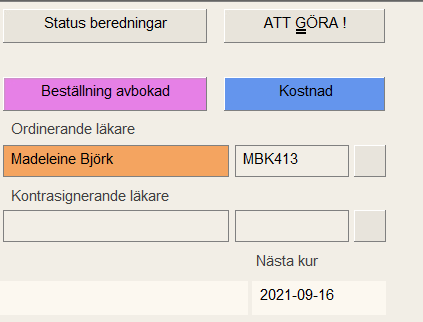 Status beredningar
ATT GÖRA !
Beställning avbokad
Kostnad
Ordinerande läkare
Madeleine Björk
MBK413
Kontrasignerande läkare
Nästa kur
2021-09-16